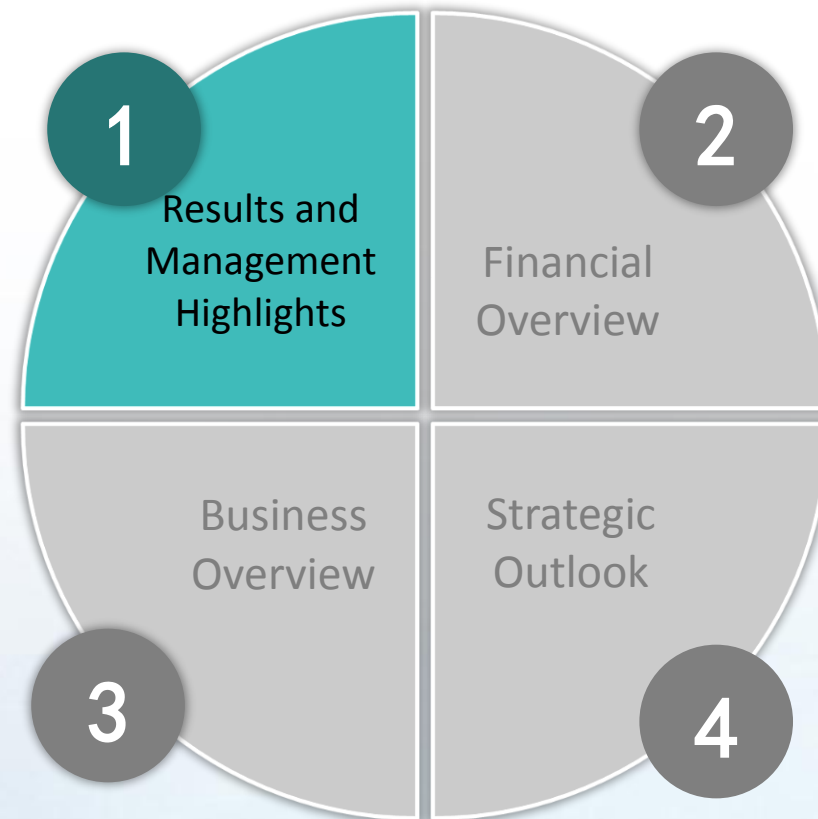 1
Results and
Management
Highlights
2
Financial
Overview
3
Business
Overview
4
Strategic
Outlook